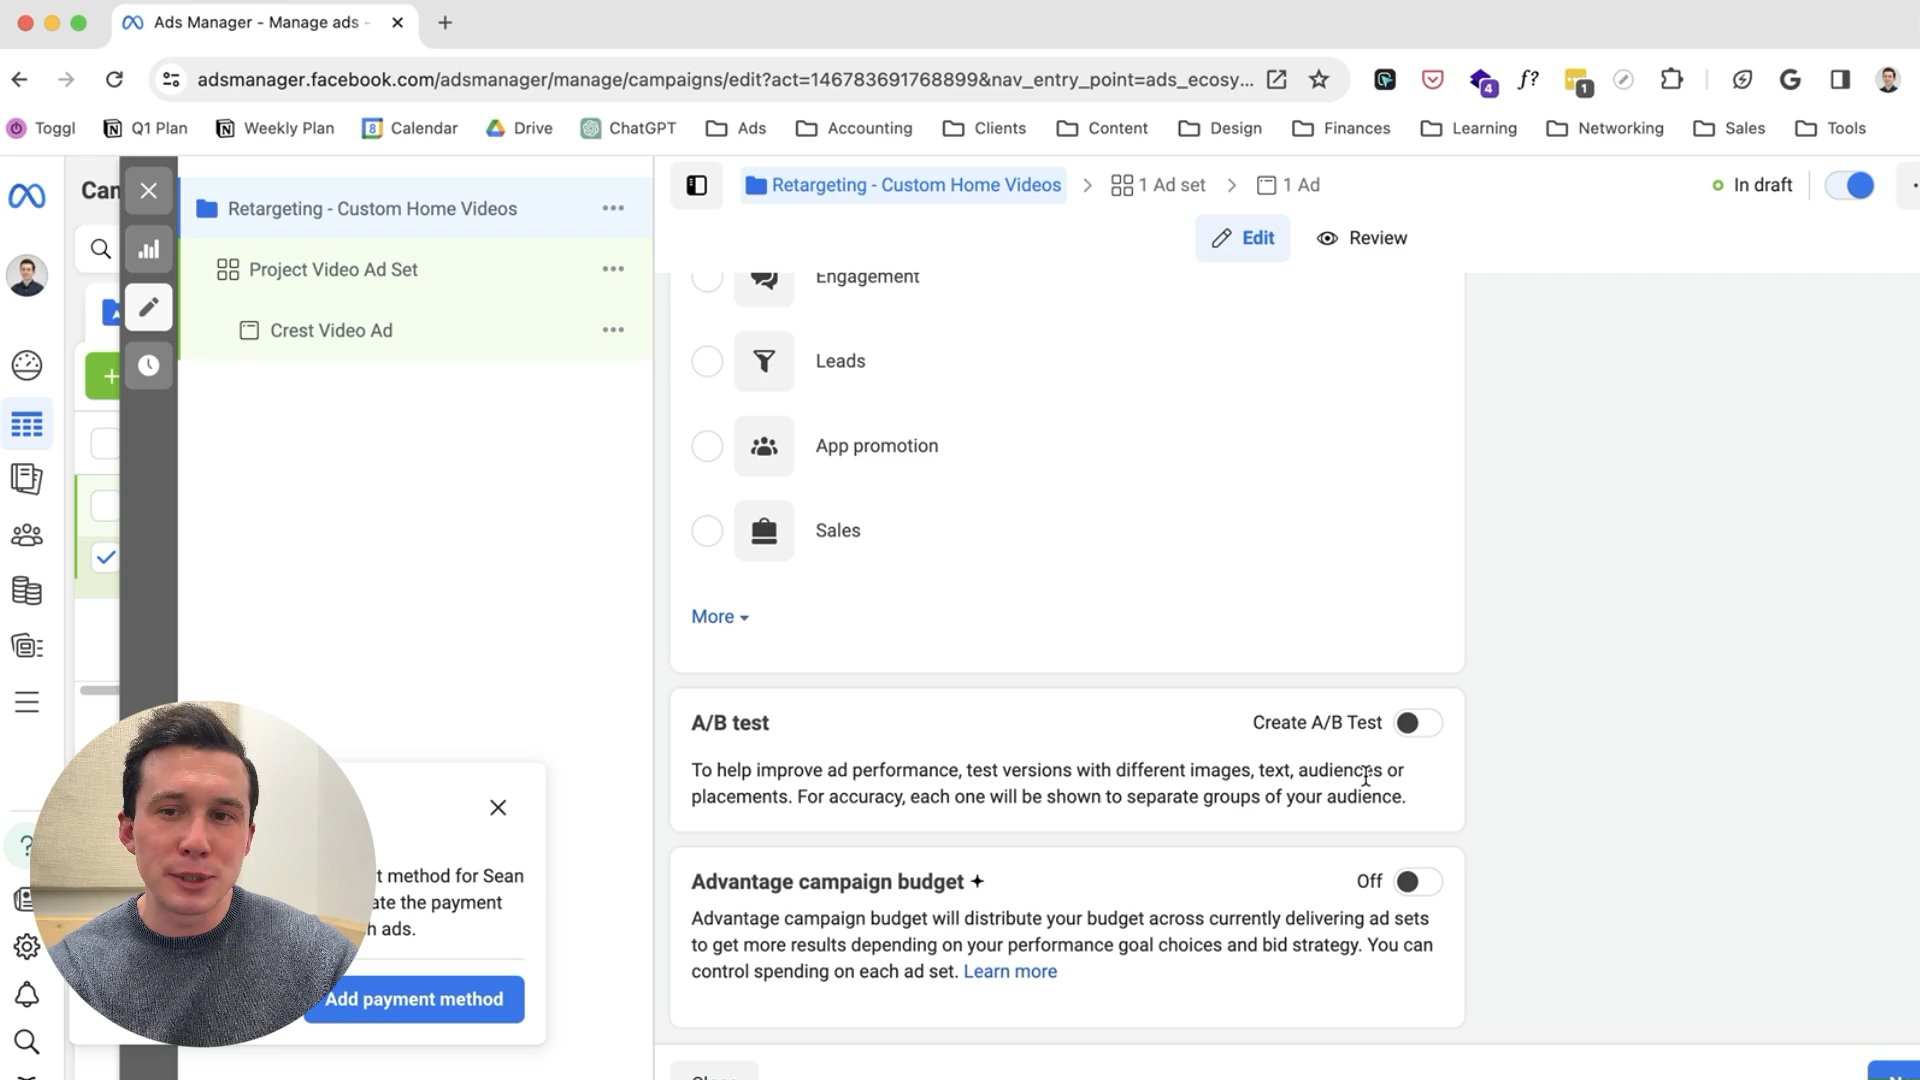 Ads Manager - Manage ads -
adsmanager.facebook.com/adsmanager/manage/campaigns/edit?act=146783691768899&nav_entry_point=ads_ecosy...
4
f?
1
Toggl
Q1 Plan
Weekly Plan
8
Calendar
Drive
ChatGPT
Ads
Accounting
Clients
Content
Design
Finances
Learning
Networking
Sales
Tools
Can
Retargeting - Custom Home Videos
Project Video Ad Set
Crest Video Ad
Retargeting - Custom Home Videos
1 Ad set
1 Ad
In draft
Edit
Review
Engagement
Leads
App promotion
Sales
More
A/B test
Create A/B Test
To help improve ad performance, test versions with different images, text, audiences or
placements. For accuracy, each one will be shown to separate groups of your audience.
Advantage campaign budget
Off
Advantage campaign budget will distribute your budget across currently delivering ad sets
to get more results depending on your performance goal choices and bid strategy. You can
control spending on each ad set. Learn more
t method for Sean
ate the payment
h ads.
Add payment method